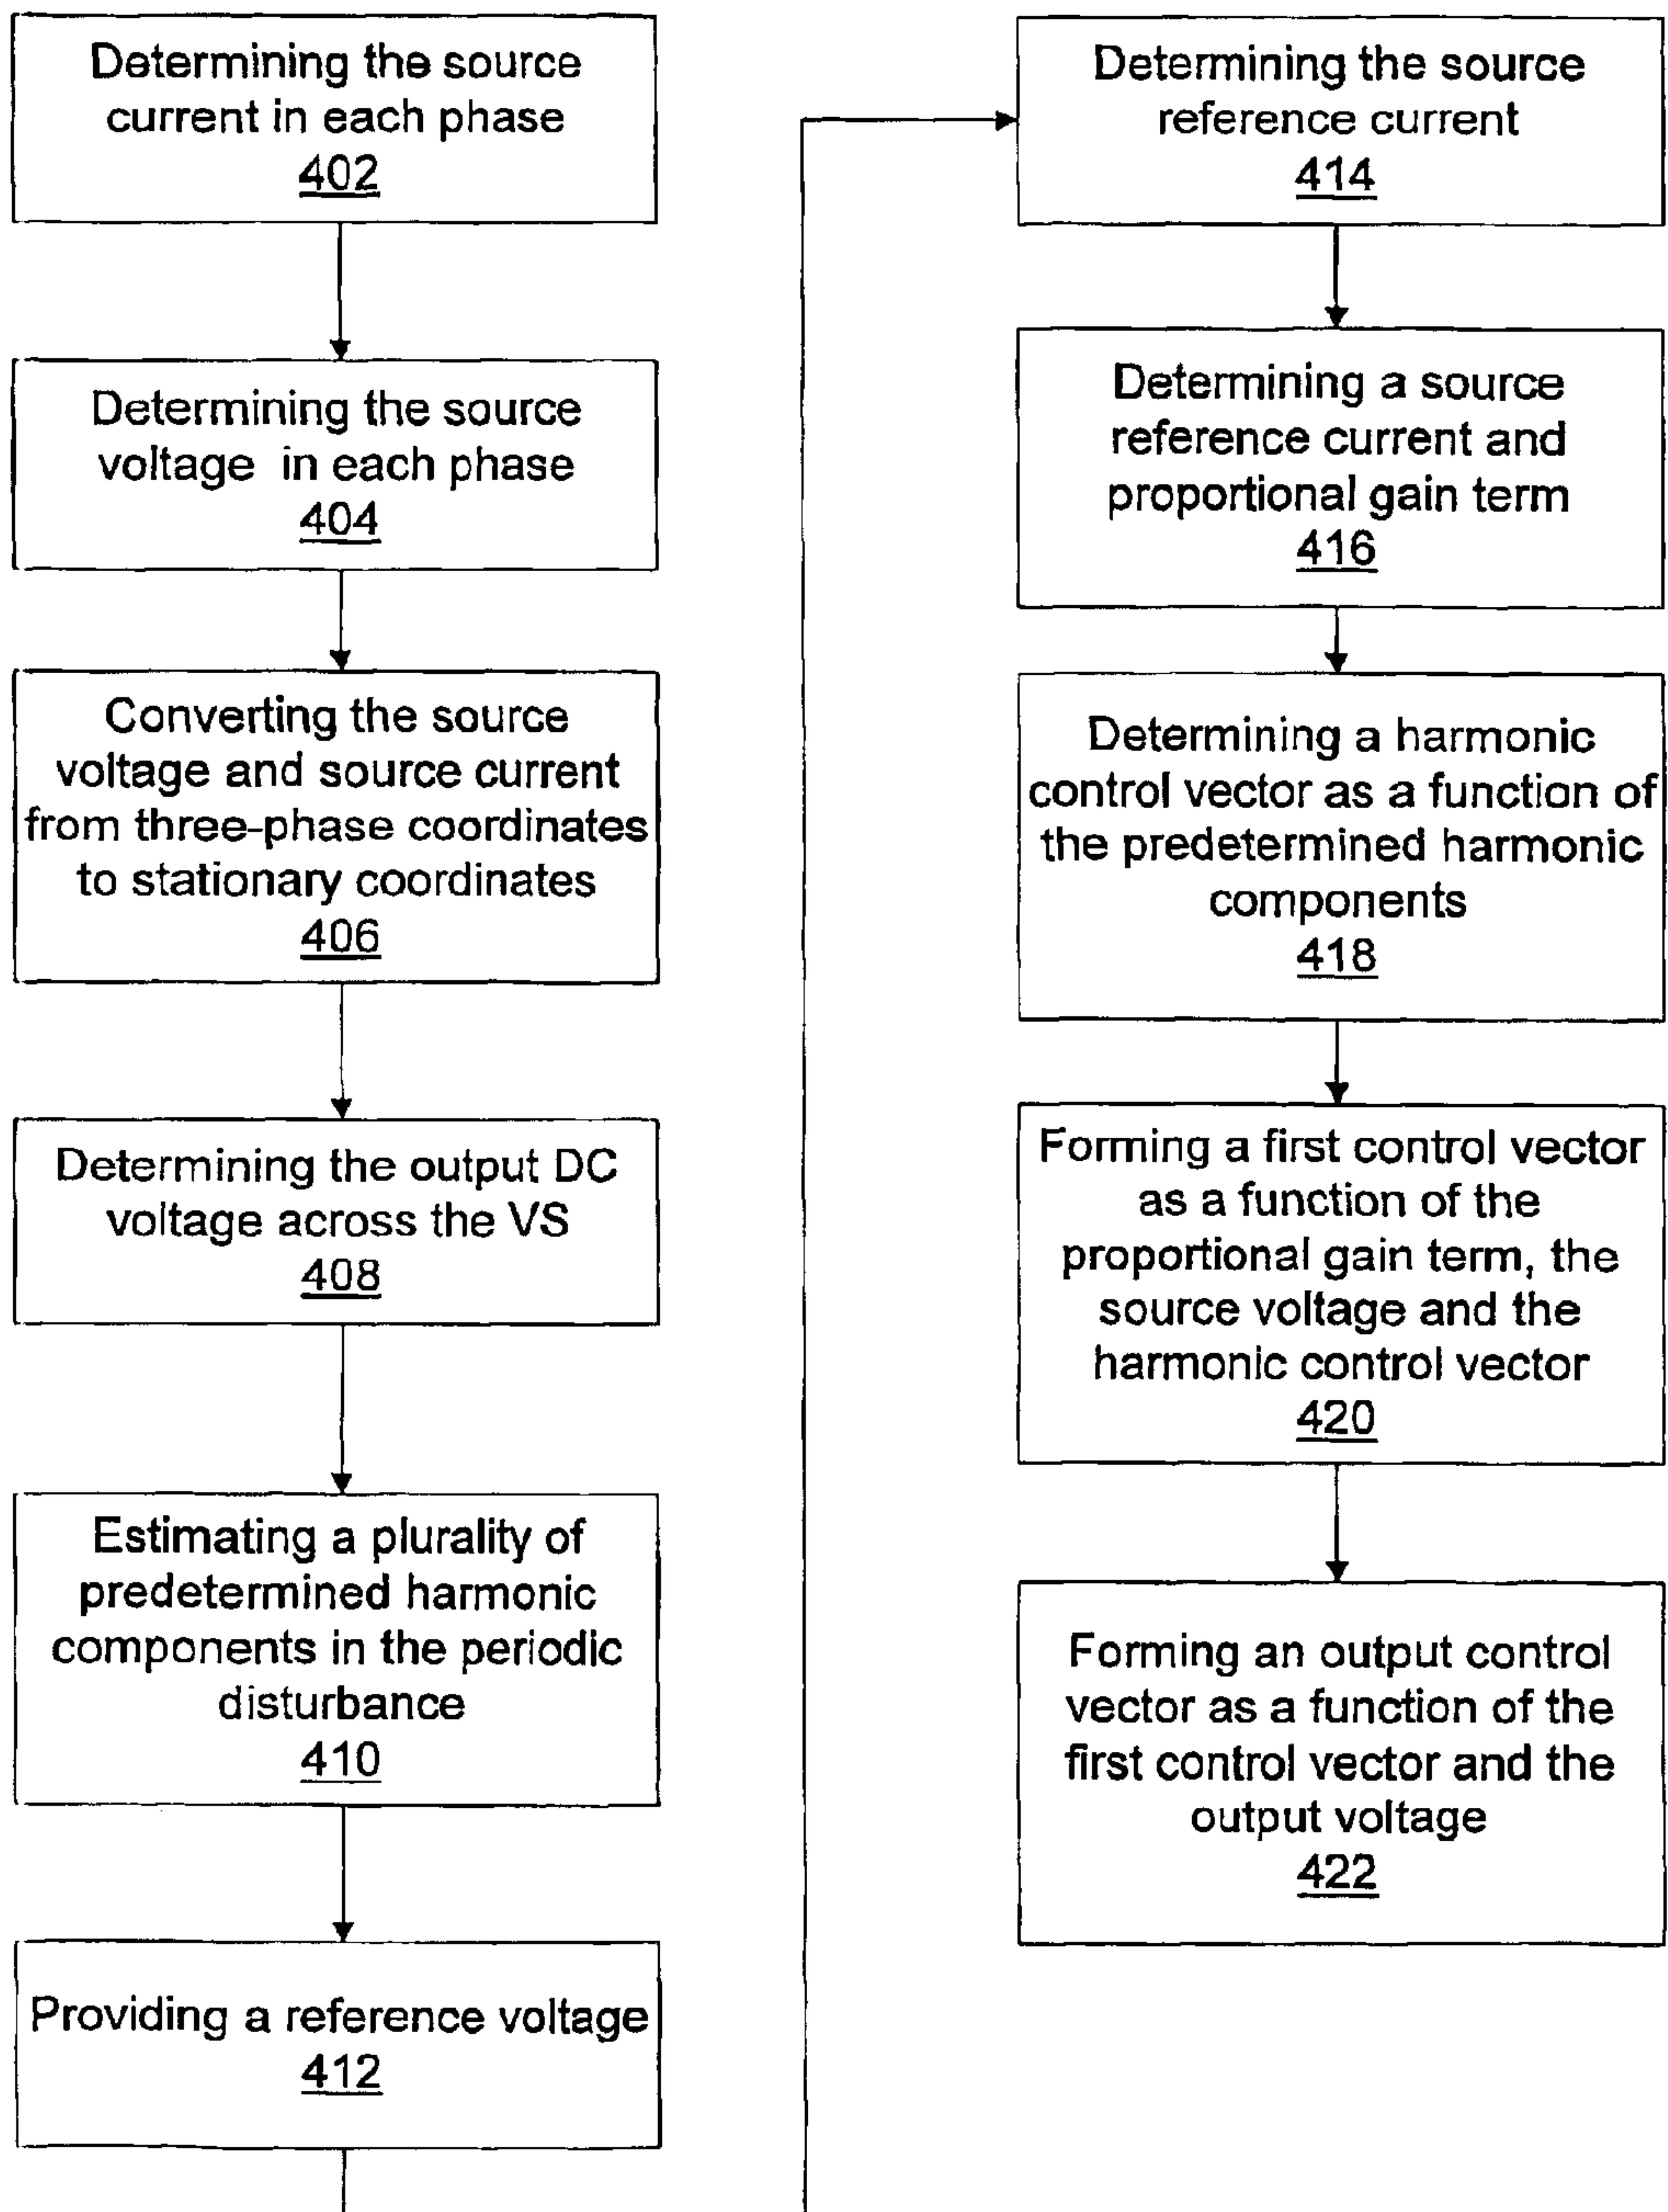 Determining the source
current in each phase
402
Determining the source
voltage in each phase
404
Converting the source
voltage and source current
from three-phase coordinates
to stationary coordinates
406
Determining the output DC
voltage across the VS
408
Estimating a plurality of
predetermined harmonic
components in the periodic
disturbance
410
Providing a reference voltage
412
Determining the source
reference current
414
Determining a source
reference current and
proportional gain term
416
Determining a harmonic
control vector as a function of
the predetermined harmonic
components
418
Forming a first control vector
as a function of the
proportional gain term, the
source voltage and the
harmonic control vector
420
Forming an output control
vector as a function of the
first control vector and the
output voltage
422